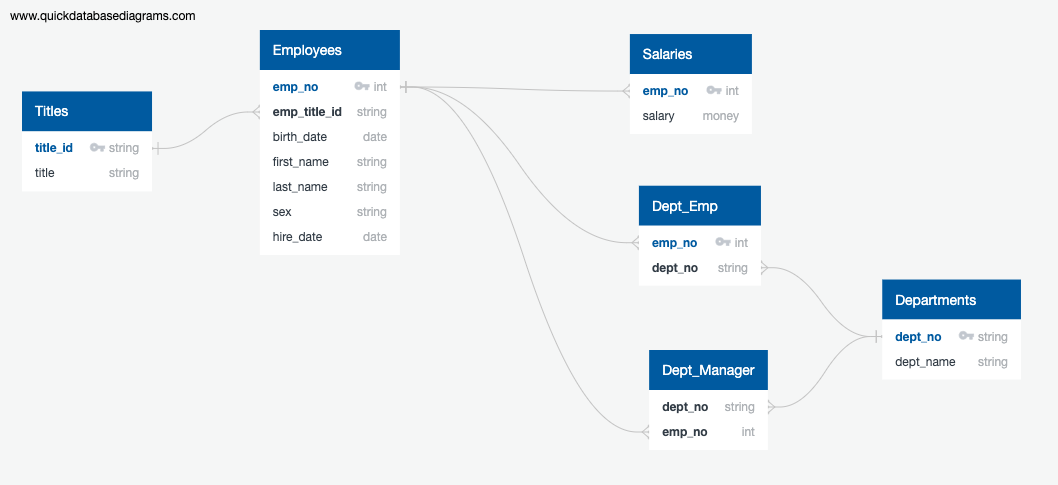 www.quickdatabasediagrams.com
Titles
title_id string
title string
Employees
emp_no int
emp_title_id string
birth_date date
first_name string
last_name string
sex string
hire_date date
Salaries
emp_no int
salary money
Dept_Emp
emp_no int
dept_no string
Dept_Manager
dept_no string
emp_no int
Departments
dept_no string
dept_name string